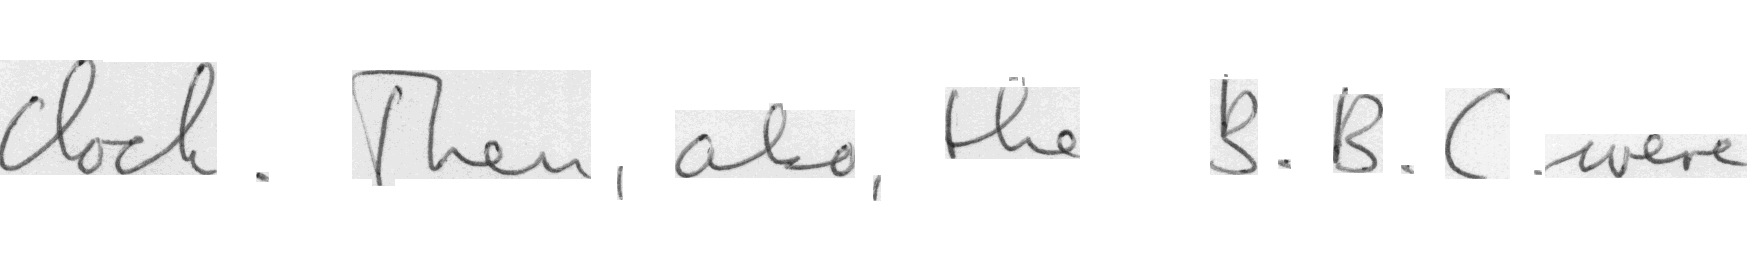 clock. Then, also, the B.B.C. were